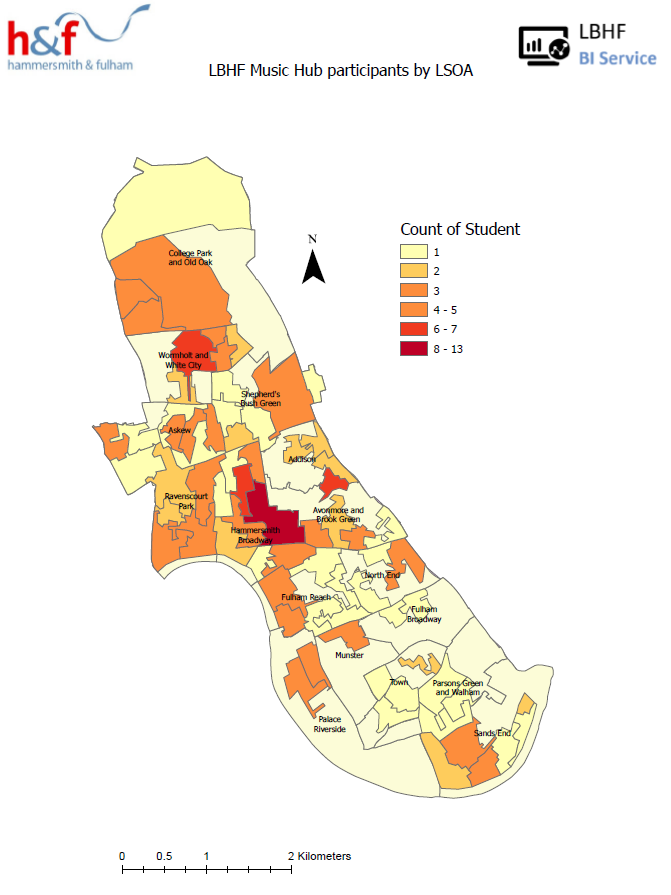 h&f
hammersmith & fulham
LBHF
BI Service
LBHF Music Hub participants by LSOA
N
Count of Student
1
2
3
4 - 5
6 - 7
8 - 13
College Park
and Old Oak
Wormholt and
White City
Shepherd's
Bush Green
Askew
Addison
Ravenscourt
Park
Avonmore and
Brook Green
Hammersmith
Broadway
North End
Fulham Reach
Fulham
Broadway
Munster
Town
Parsons Green
and Walham
Palace
Riverside
Sands End
0 0.5 1 2 Kilometers